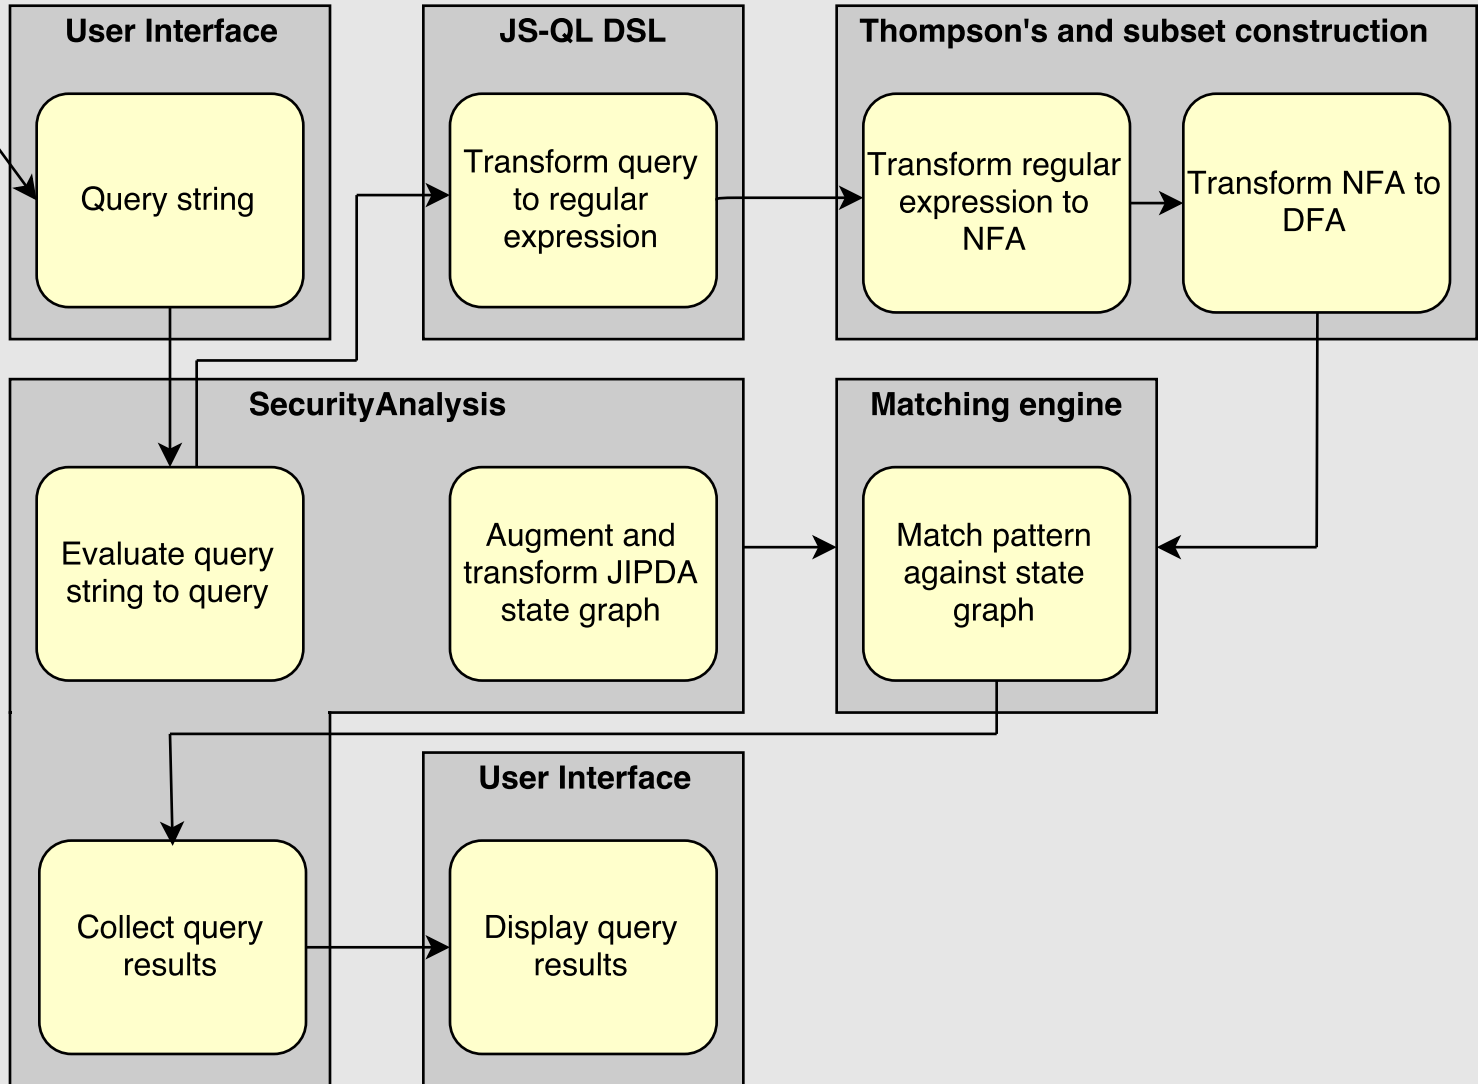 User Interface
Query string
JS-QL DSL
Transform query
to regular
expression
Thompson's and subset construction
Transform regular
expression to
NFA
Transform NFA to
DFA
SecurityAnalysis
Evaluate query
string to query
Augment and
transform JIPDA
state graph
Matching engine
Match pattern
against state
graph
Collect query
results
User Interface
Display query
results